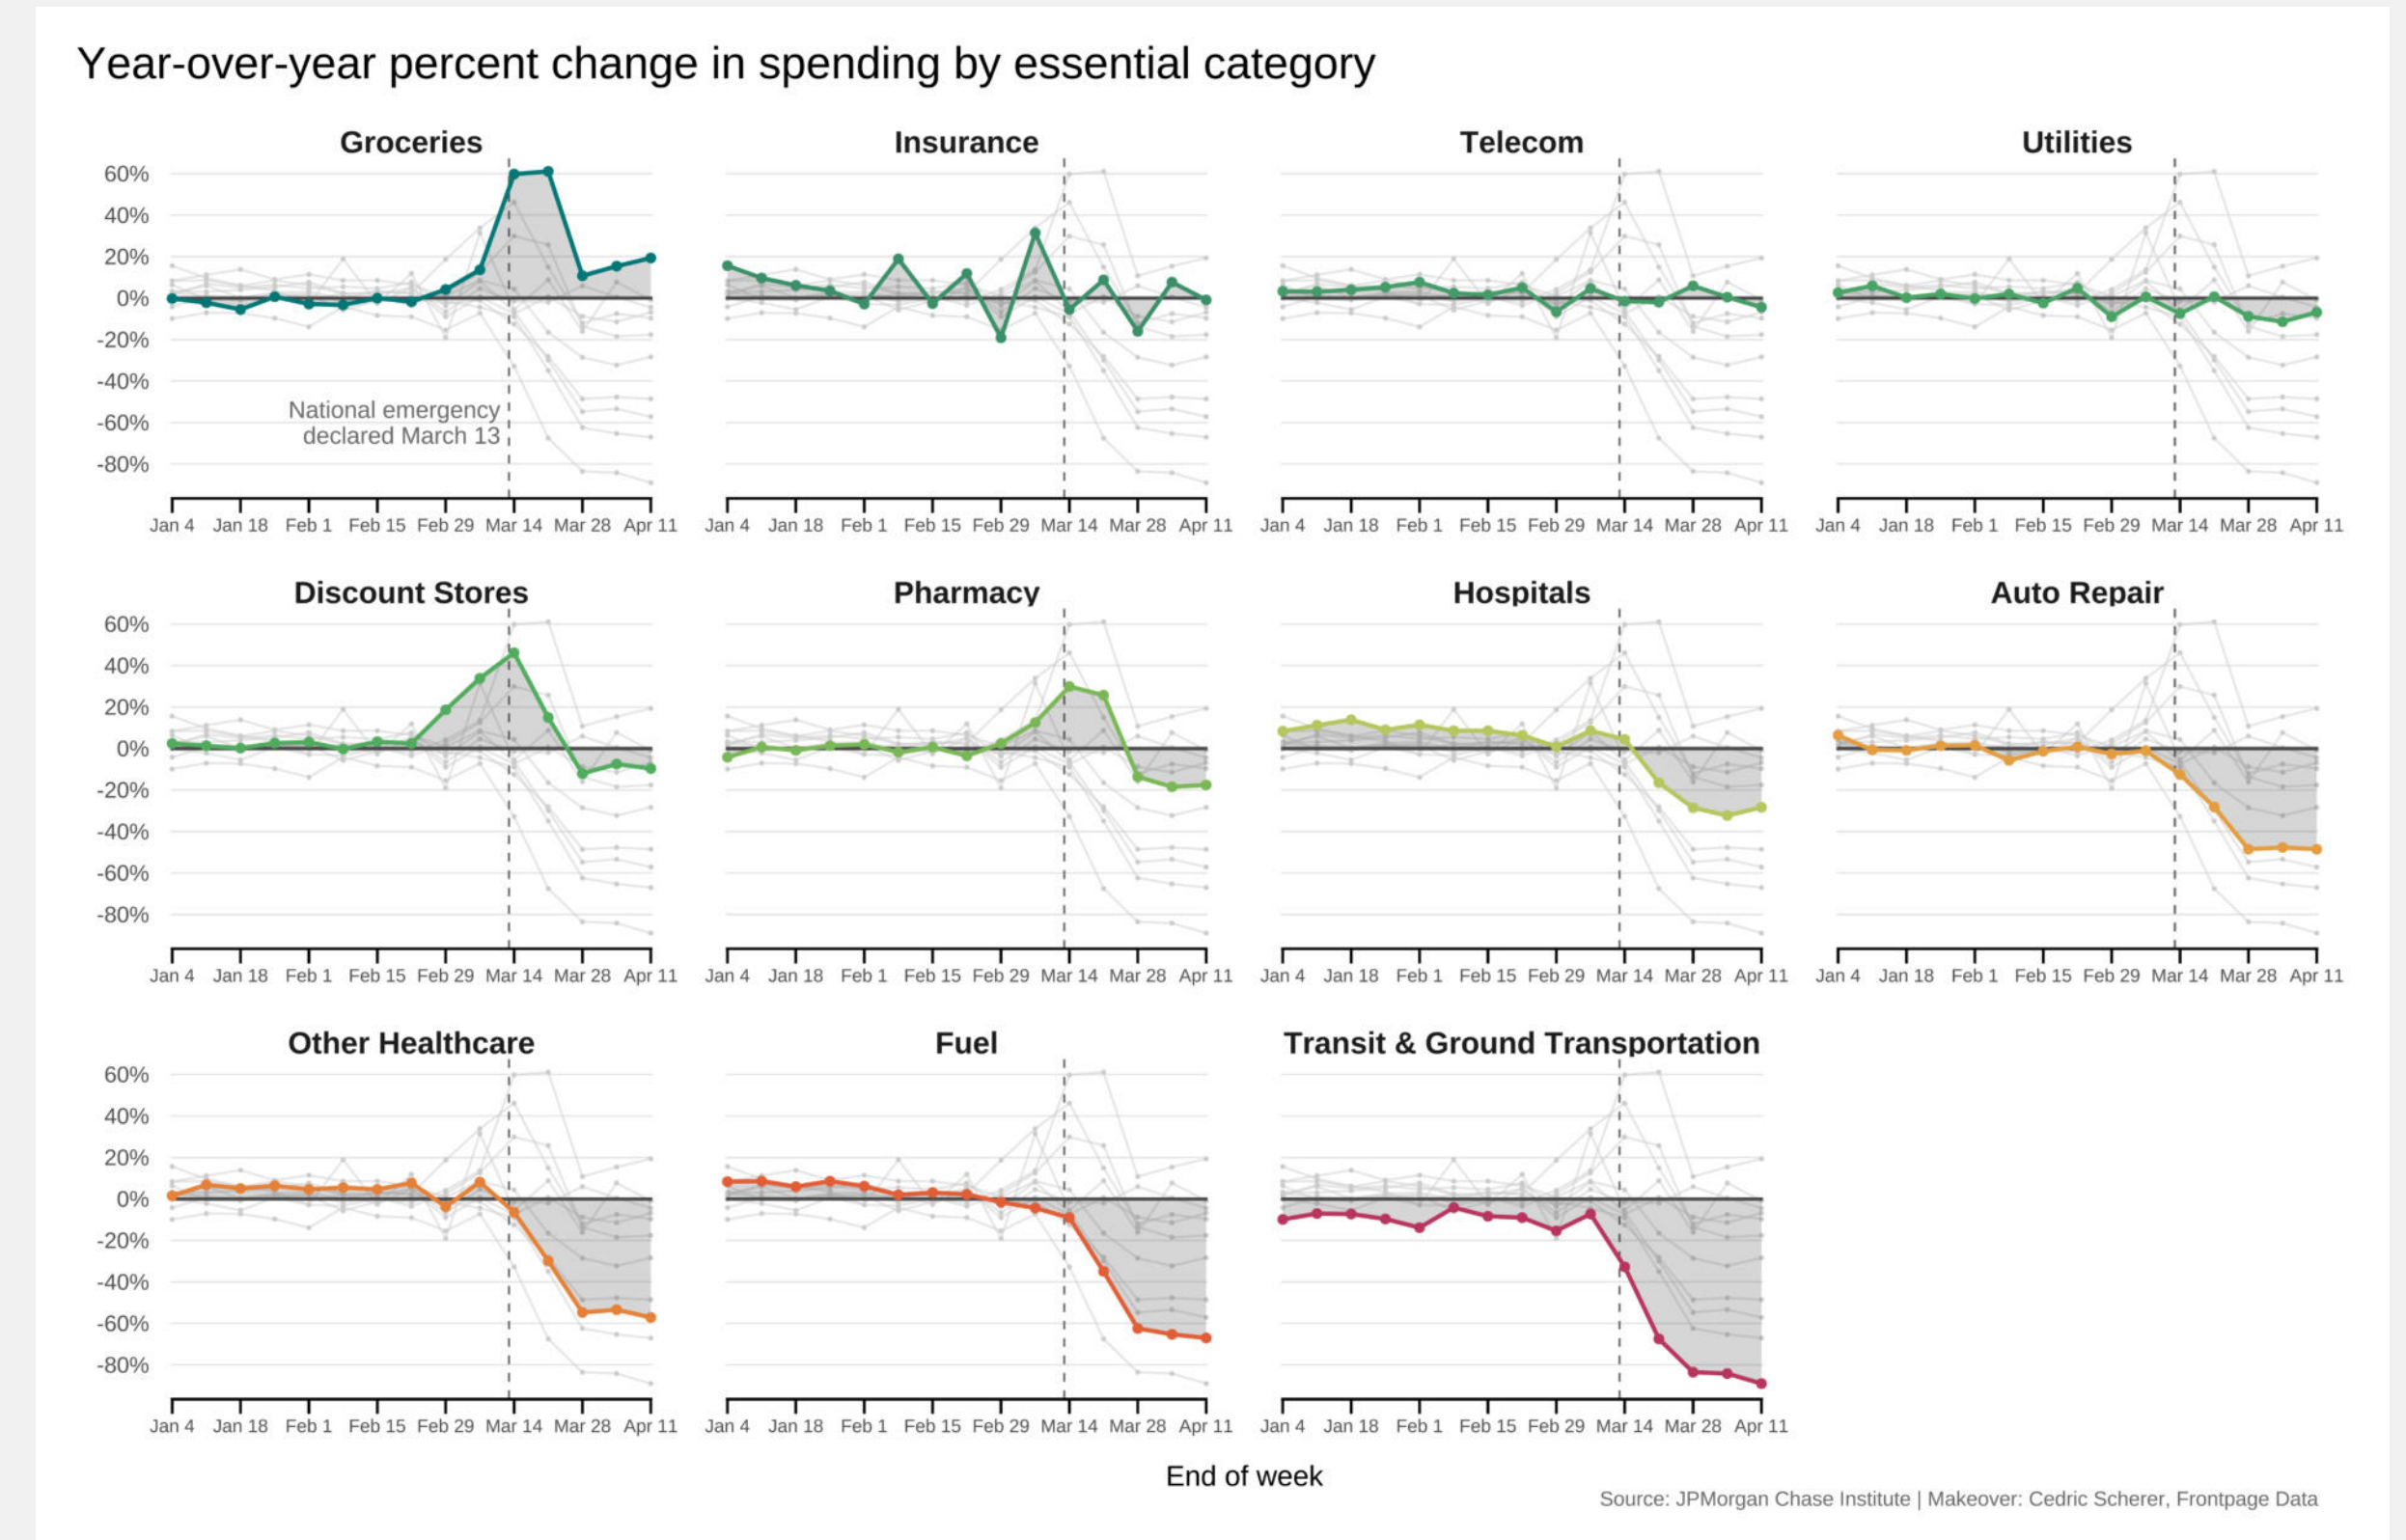 Year-over-year percent change in spending by essential category
Groceries
Insurance
Telecom
Utilities
60%
40%
20%
0%
-20%
-40%
-60%
-80%
National emergency
declared March 13
Jan 4 Jan 18 Feb 1 Feb 15 Feb 29 Mar 14 Mar 28 Apr 11
Jan 4 Jan 18 Feb 1 Feb 15 Feb 29 Mar 14 Mar 28 Apr 11
Jan 4 Jan 18 Feb 1 Feb 15 Feb 29 Mar 14 Mar 28 Apr 11
Jan 4 Jan 18 Feb 1 Feb 15 Feb 29 Mar 14 Mar 28 Apr 11
Discount Stores
Pharmacy
Hospitals
Auto Repair
60%
40%
20%
0%
-20%
-40%
-60%
-80%
Jan 4 Jan 18 Feb 1 Feb 15 Feb 29 Mar 14 Mar 28 Apr 11
Jan 4 Jan 18 Feb 1 Feb 15 Feb 29 Mar 14 Mar 28 Apr 11
Jan 4 Jan 18 Feb 1 Feb 15 Feb 29 Mar 14 Mar 28 Apr 11
Jan 4 Jan 18 Feb 1 Feb 15 Feb 29 Mar 14 Mar 28 Apr 11
Other Healthcare
Fuel
Transit & Ground Transportation
60%
40%
20%
0%
-20%
-40%
-60%
-80%
Jan 4 Jan 18 Feb 1 Feb 15 Feb 29 Mar 14 Mar 28 Apr 11
Jan 4 Jan 18 Feb 1 Feb 15 Feb 29 Mar 14 Mar 28 Apr 11
Jan 4 Jan 18 Feb 1 Feb 15 Feb 29 Mar 14 Mar 28 Apr 11
End of week
Source: JPMorgan Chase Institute | Makeover: Cedric Scherer, Frontpage Data